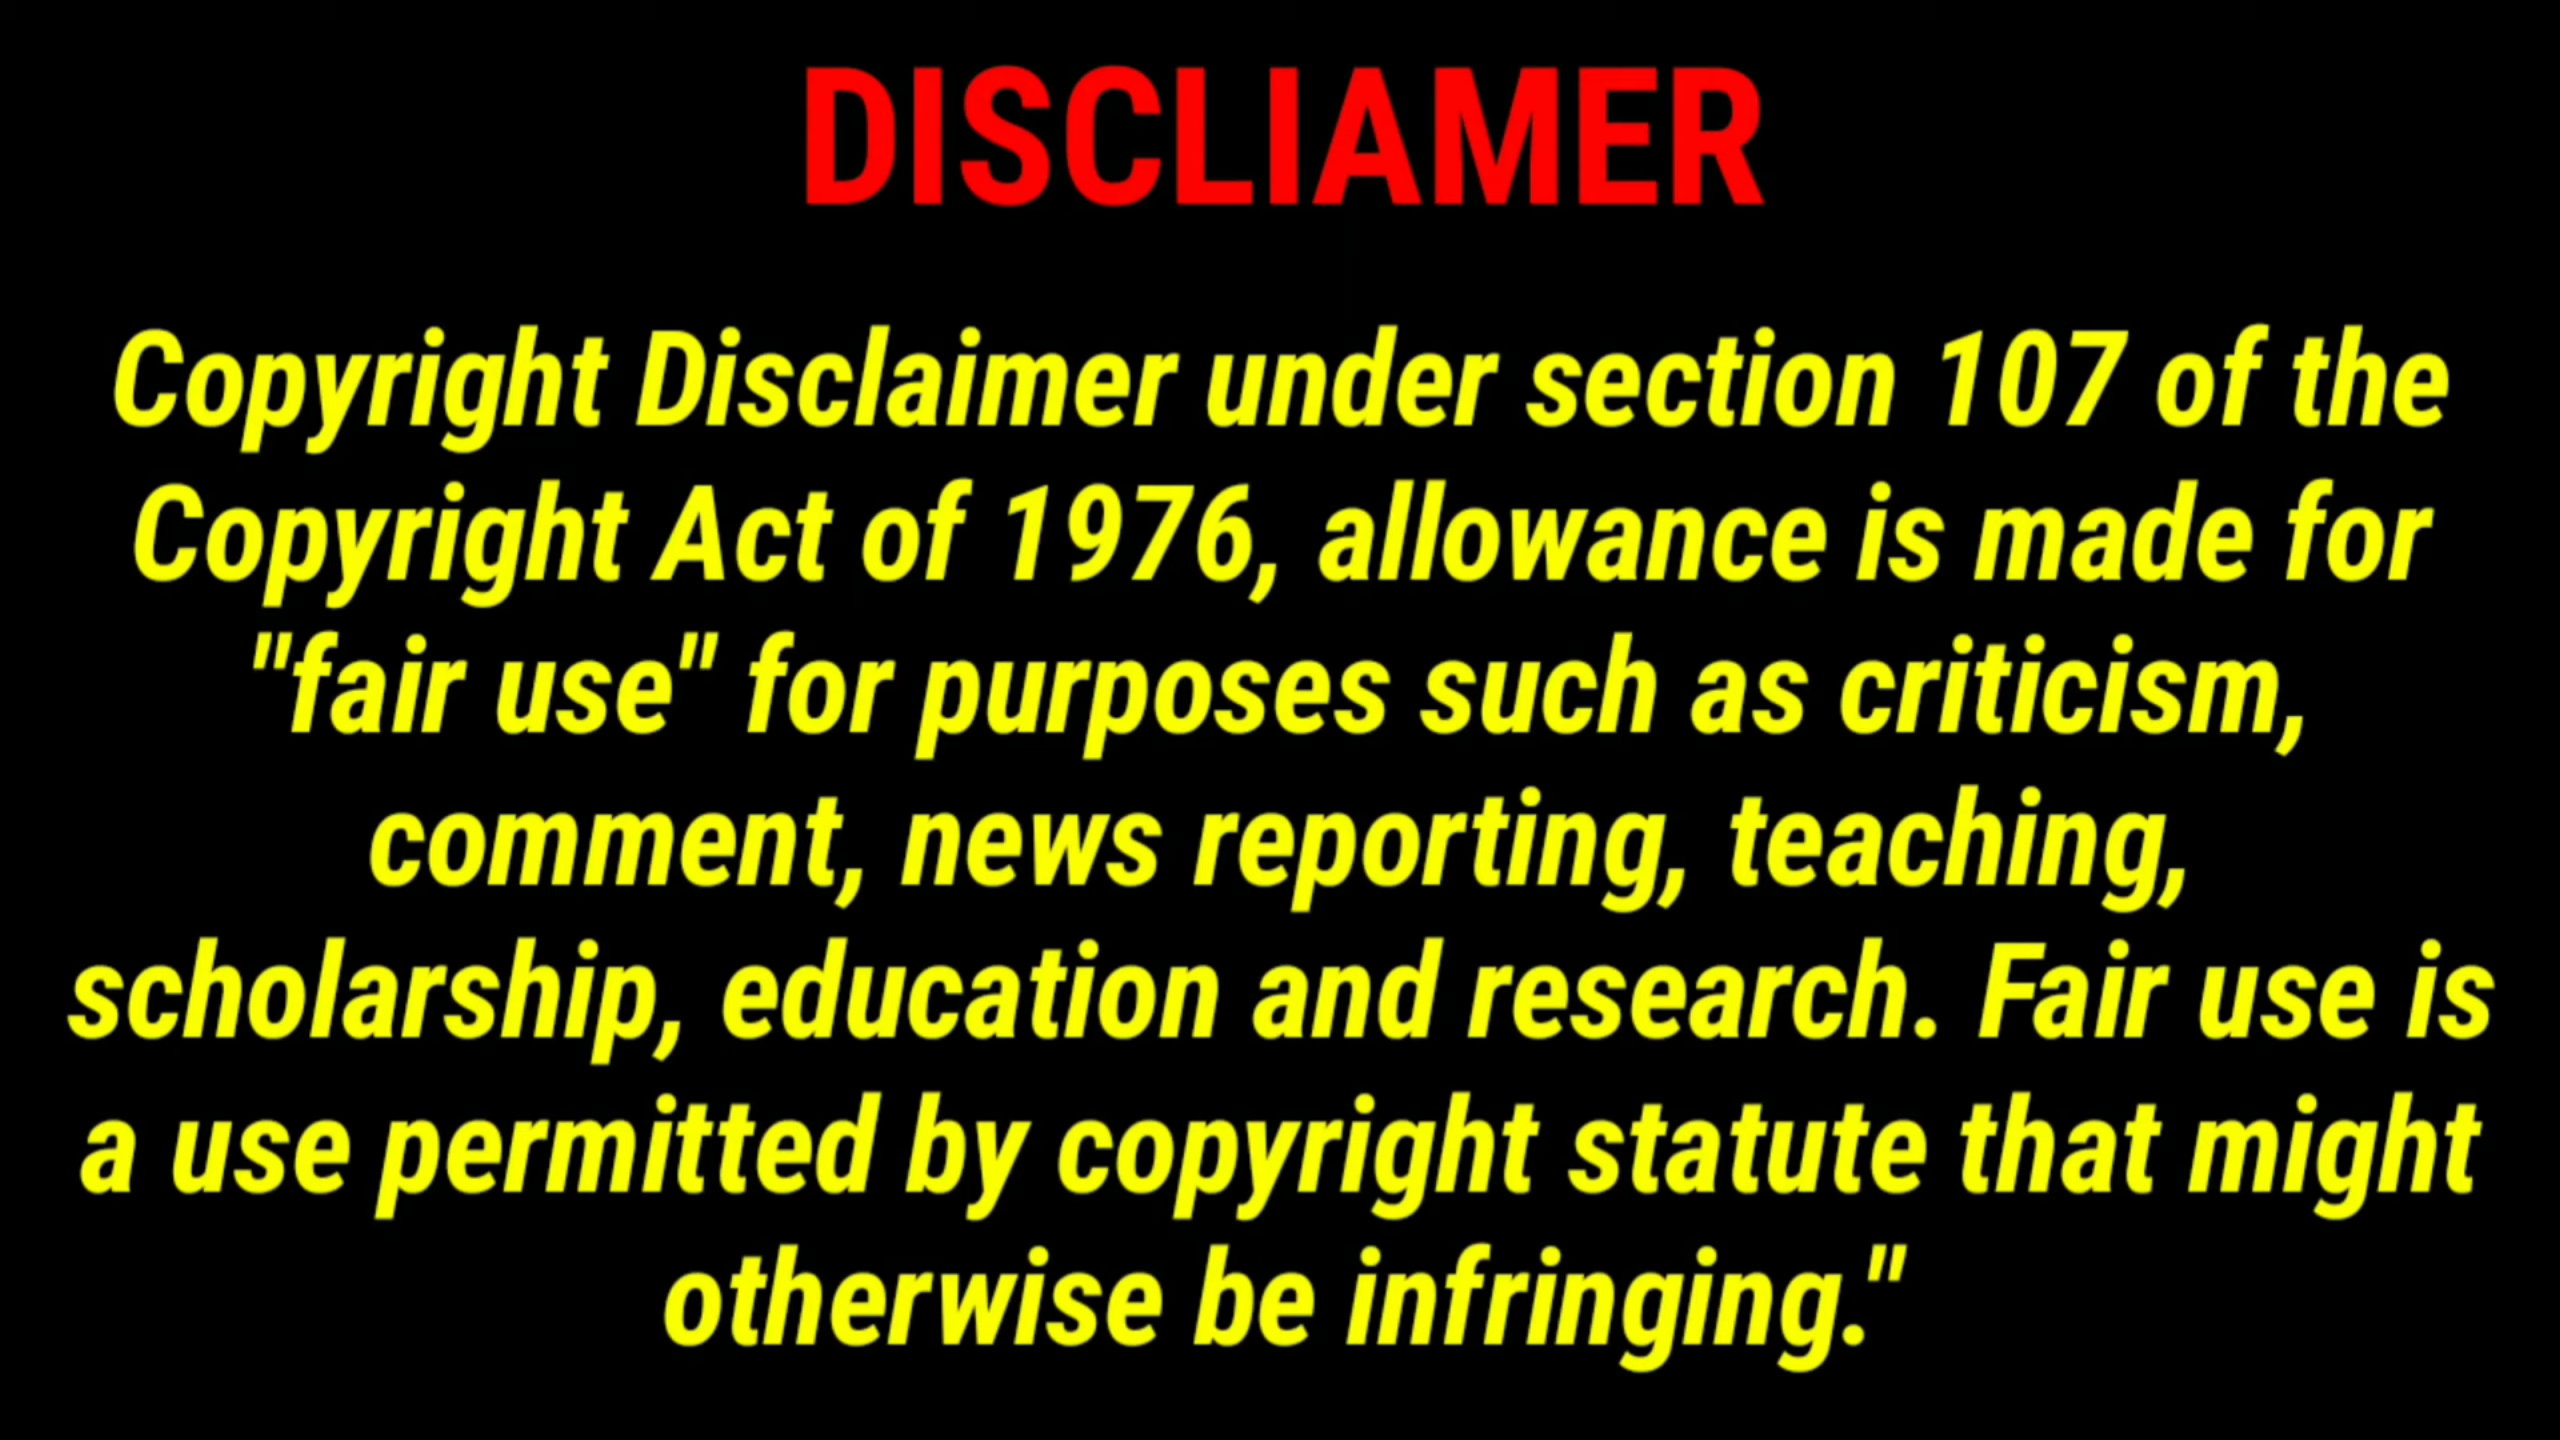 DISCLIAMER
Copyright Disclaimer under section 107 of the
Copyright Act of 1976, allowance is made for
"fair use" for purposes such as criticism,
comment, news reporting, teaching,
scholarship, education and research. Fair use is
a use permitted by copyright statute that might
otherwise be infringing."